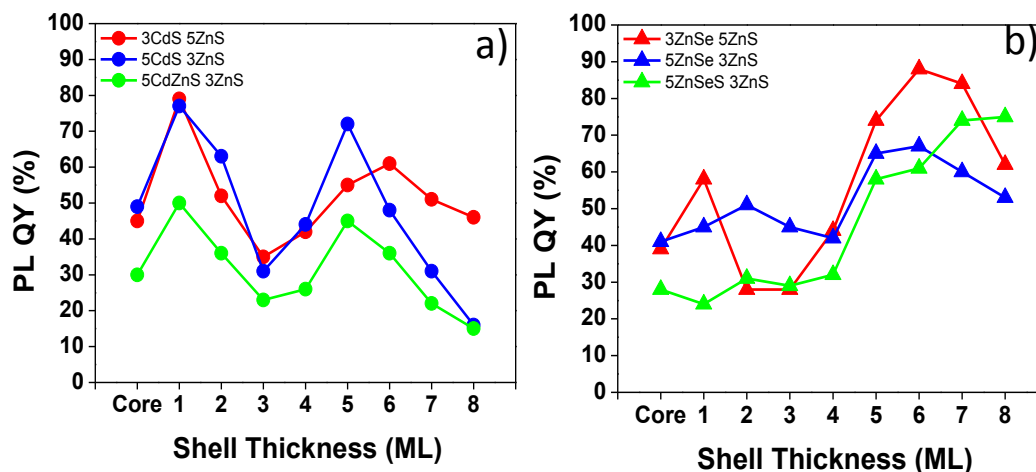 a)
3CdS 5ZnS
5CdS 3ZnS
5CdZnS 3ZnS
PL QY (%)
100
90
80
70
60
50
40
30
20
10
0
Core 1 2 3 4 5 6 7 8
Shell Thickness (ML)
b)
3ZnSe 5ZnS
5ZnSe 3ZnS
5ZnSeS 3ZnS
PL QY (%)
100
90
80
70
60
50
40
30
20
10
0
Core 1 2 3 4 5 6 7 8
Shell Thickness (ML)